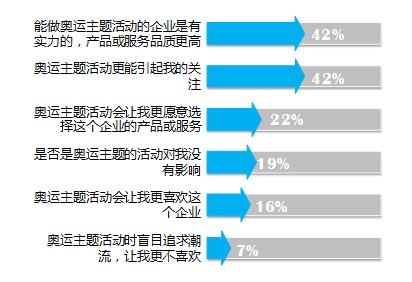 能做奥运主题活动的企业是有
实力的，产品或服务品质更高
42%
奥运主题活动更能引起我的关
注
42%
奥运主题活动会让我更愿意选
择这个企业的产品或服务
22%
是否是奥运主题的活动对我没
有影响
19%
奥运主题活动会让我更喜欢这
个企业
16%
奥运主题活动时盲目追求潮
流，让我更不喜欢
7%